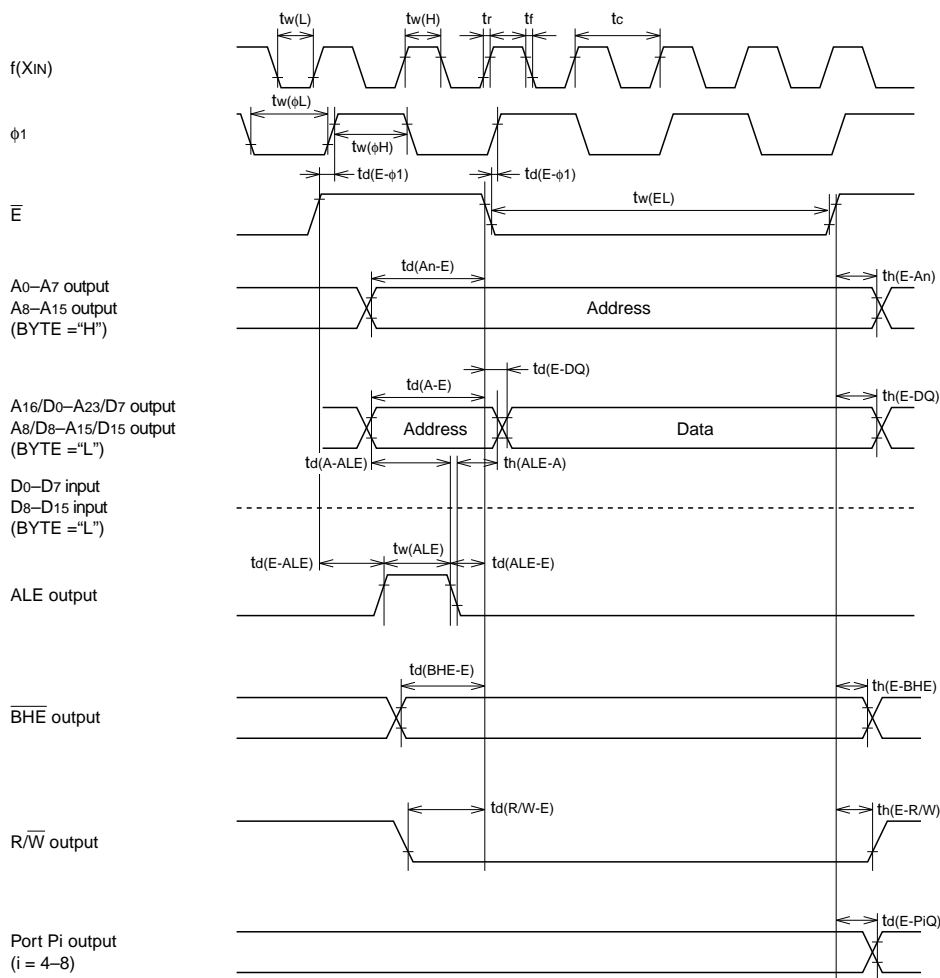 tw(L) tw(H) tr tf tc
f(XIN)
tw(ϕL)
ϕ1
tw(ϕH)
td(E-ϕ1) td(E-ϕ1)
tw(EL)
E̅
td(An-E) th(E-An)
A0–A7 output
A8–A15 output
(BYTE =“H”)
Address
td(E-DQ)
td(A-E) th(E-DQ)
A16/D0–A23/D7 output
A8/D8–A15/D15 output
(BYTE =“L”)
Address Data
td(A-ALE) th(ALE-A)
D0–D7 input
D8–D15 input
(BYTE =“L”)
tw(ALE)
td(E-ALE) td(ALE-E)
ALE output
td(BHE-E) th(E-BHE)
B̅H̅E̅ output
td(R/W-E) th(E-R/W)
R/W̅ output
td(E-PiQ)
Port Pi output
(i = 4–8)